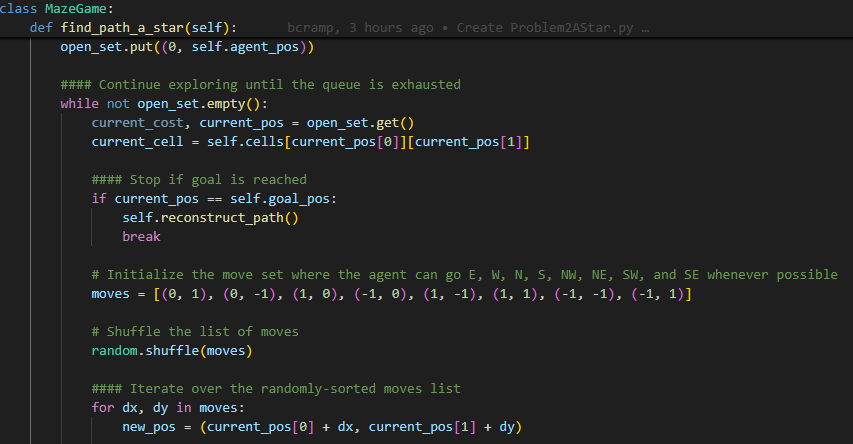 class MazeGame:
def find_path_a_star(self): bcramp, 3 hours ago • Create Problem2AStar.py …
open_set.put((0, self.agent_pos))
#### Continue exploring until the queue is exhausted
while not open_set.empty():
current_cost, current_pos = open_set.get()
current_cell = self.cells[current_pos[0]][current_pos[1]]
#### Stop if goal is reached
if current_pos == self.goal_pos:
self.reconstruct_path()
break
# Initialize the move set where the agent can go E, W, N, S, NW, NE, SW, and SE whenever possible
moves = [(0, 1), (0, -1), (1, 0), (-1, 0), (1, -1), (1, 1), (-1, -1), (-1, 1)]
# Shuffle the list of moves
random.shuffle(moves)
#### Iterate over the randomly-sorted moves list
for dx, dy in moves:
new_pos = (current_pos[0] + dx, current_pos[1] + dy)